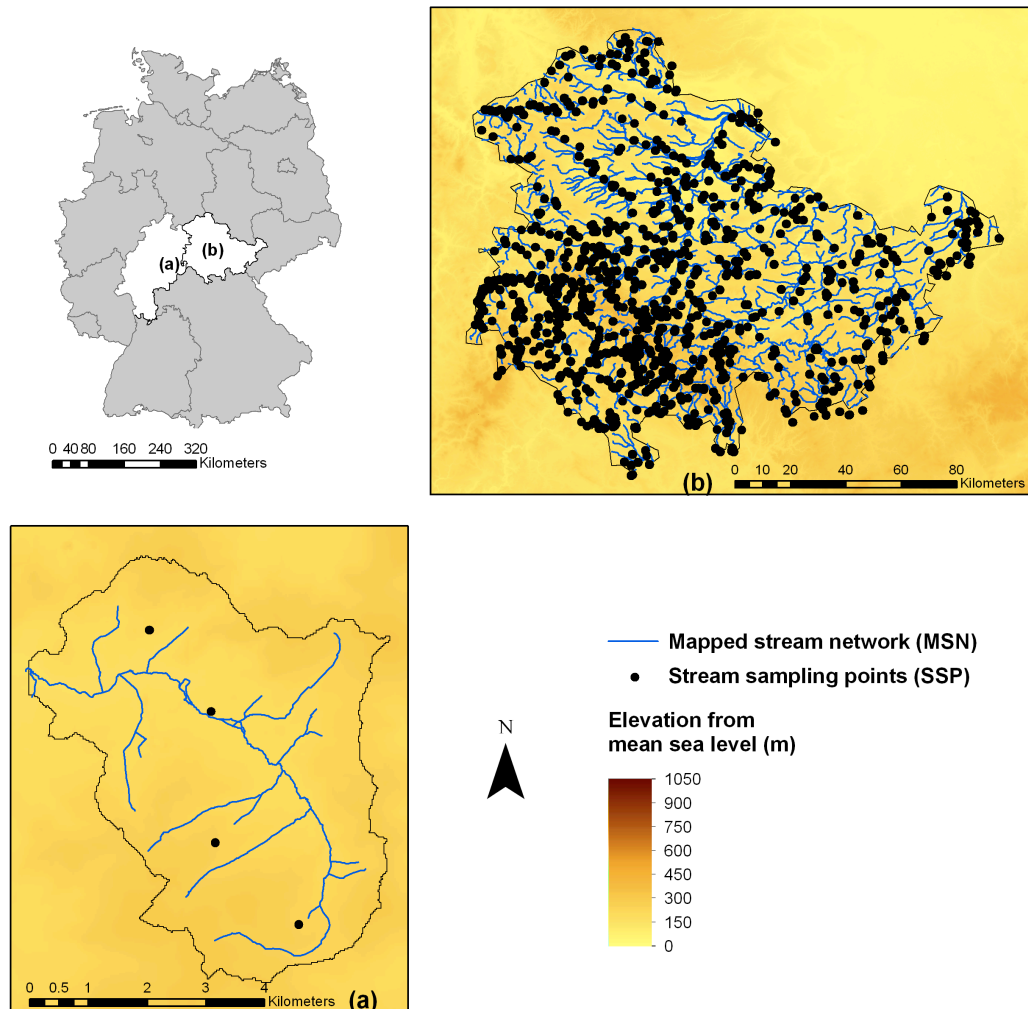 (a)
(b)
0 40 80 160 240 320
Kilometers
(b)
0 10 20 40 60 80
Kilometers
Mapped stream network (MSN)
Stream sampling points (SSP)
N
Elevation from
mean sea level (m)
1050
900
750
600
450
300
150
0
0 0.5 1 2 3 4
Kilometers
(a)